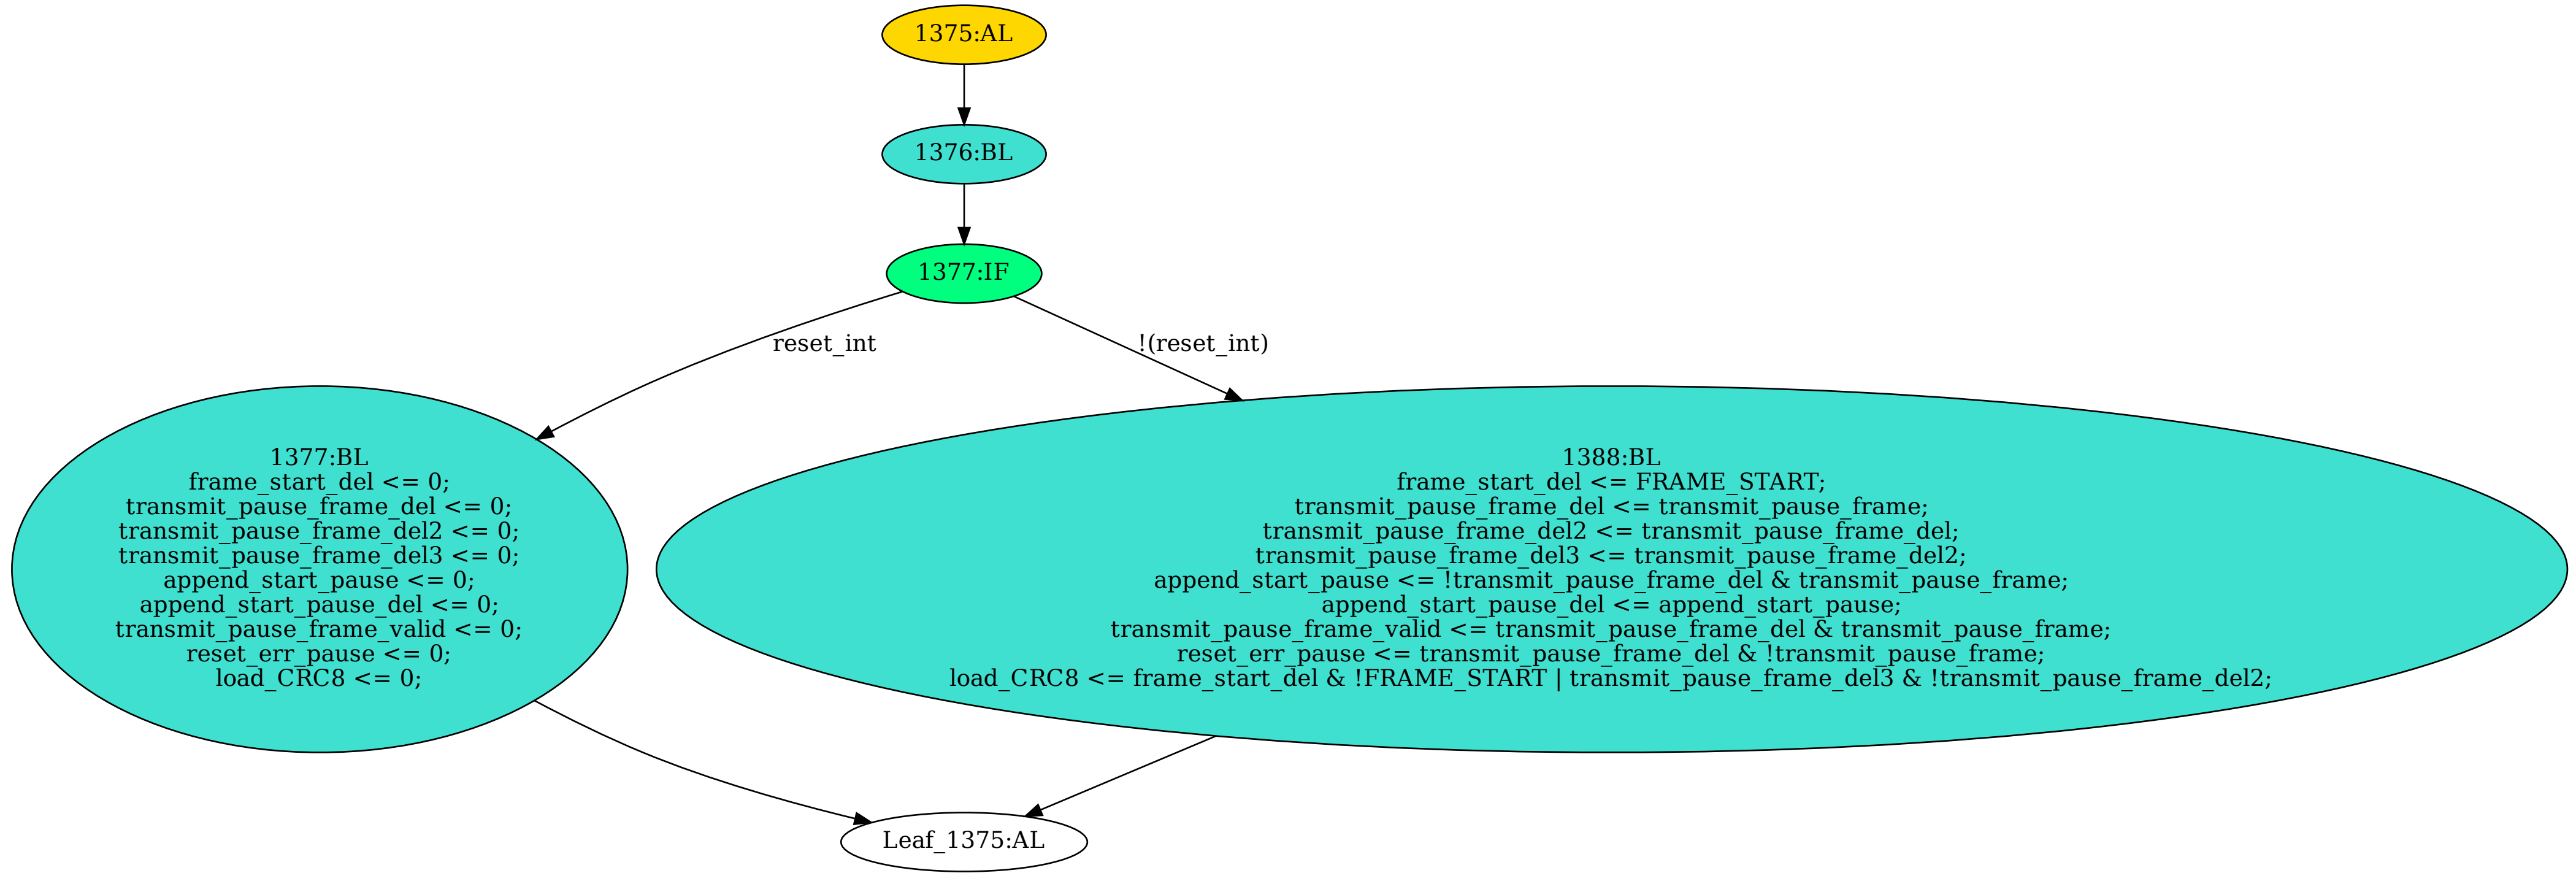 1375:AL
1376:BL
1377:IF
reset_int
!(reset_int)
1377:BL
frame_start_del <= 0;
transmit_pause_frame_del <= 0;
transmit_pause_frame_del2 <= 0;
transmit_pause_frame_del3 <= 0;
append_start_pause <= 0;
append_start_pause_del <= 0;
transmit_pause_frame_valid <= 0;
reset_err_pause <= 0;
load_CRC8 <= 0;
1388:BL
frame_start_del <= FRAME_START;
transmit_pause_frame_del <= transmit_pause_frame;
transmit_pause_frame_del2 <= transmit_pause_frame_del;
transmit_pause_frame_del3 <= transmit_pause_frame_del2;
append_start_pause <= !transmit_pause_frame_del & transmit_pause_frame;
append_start_pause_del <= append_start_pause;
transmit_pause_frame_valid <= transmit_pause_frame_del & transmit_pause_frame;
reset_err_pause <= transmit_pause_frame_del & !transmit_pause_frame;
load_CRC8 <= frame_start_del & !FRAME_START | transmit_pause_frame_del3 & !transmit_pause_frame_del2;
Leaf_1375:AL